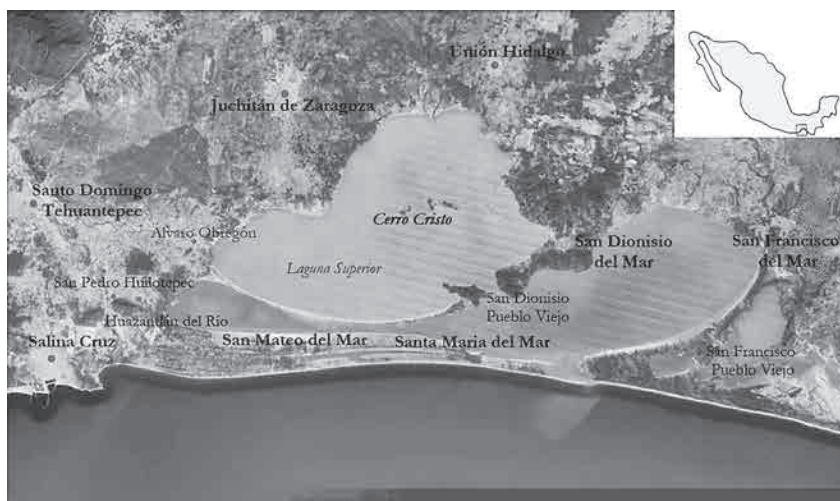 Unión Hidalgo
Juchitán de Zaragoza
Santo Domingo
Tehuantepec
Cerro Cristo
Alvaro Obregón
San Dionisio
del Mar
San Francisco
del Mar
Laguna Superior
San Pedro Huilotepec
San Dionisio
Pueblo Viejo
Huazantlán del Río
Salina Cruz
San Mateo del Mar
Santa Maria del Mar
San Francisco
Pueblo Viejo